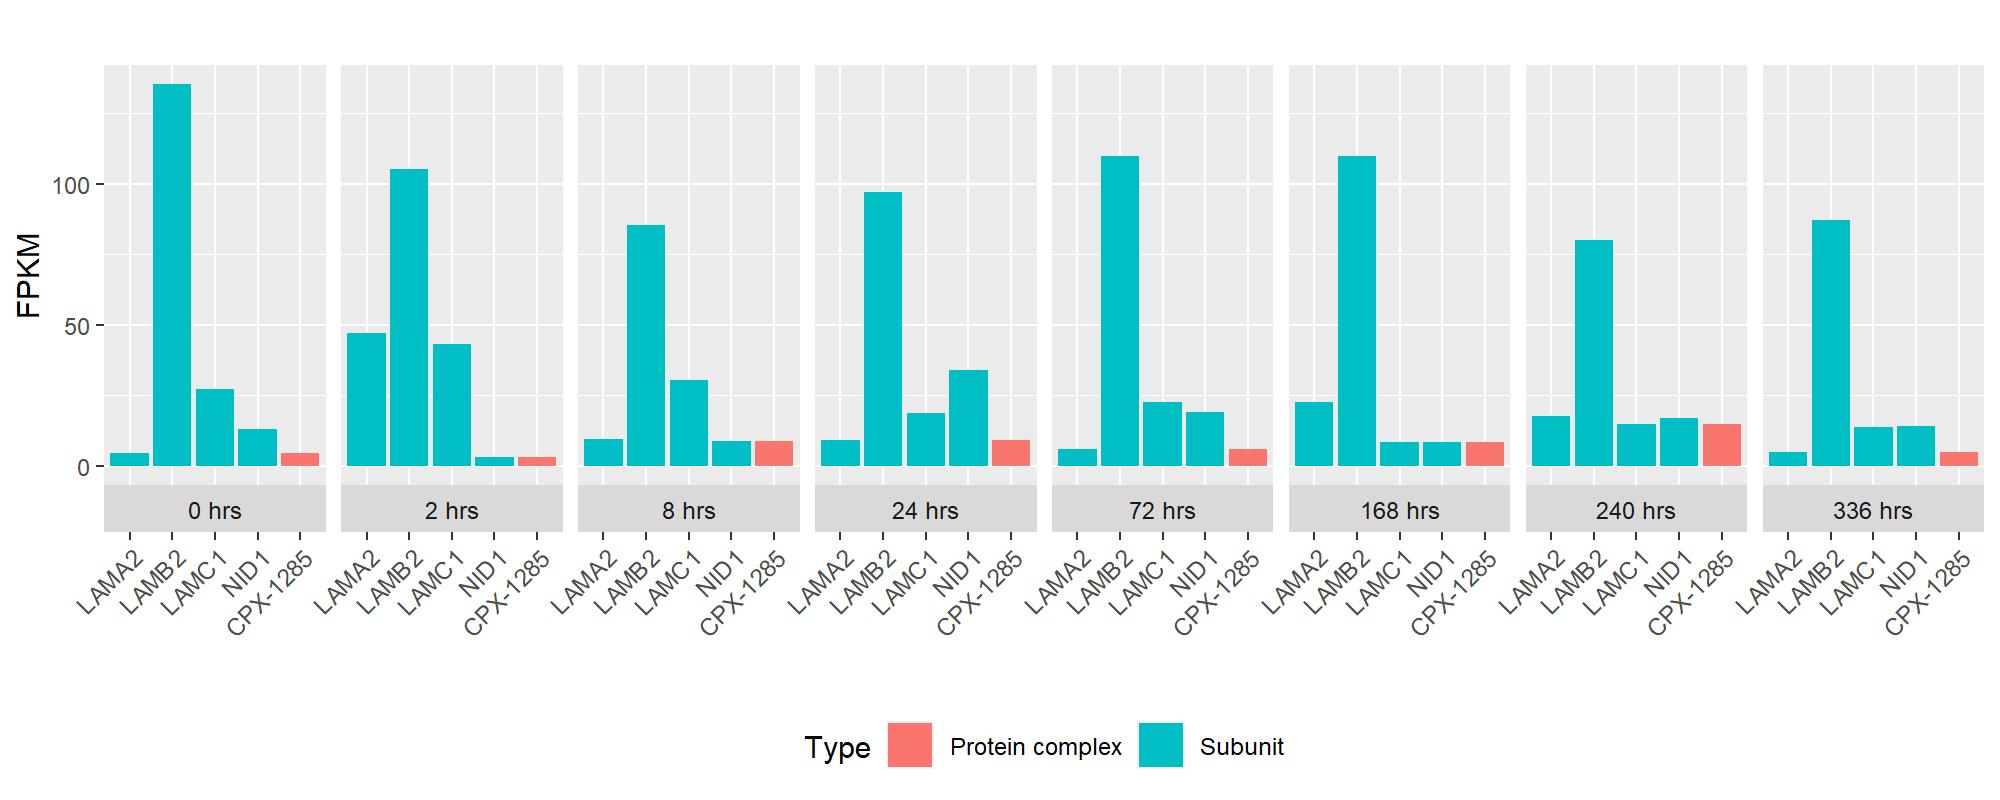 FPKM
100
50
0
0 hrs
2 hrs
8 hrs
24 hrs
72 hrs
168 hrs
240 hrs
336 hrs
LAMA2
LAMB2
LAMC1
NID1
CPX-1285
LAMA2
LAMB2
LAMC1
NID1
CPX-1285
LAMA2
LAMB2
LAMC1
NID1
CPX-1285
LAMA2
LAMB2
LAMC1
NID1
CPX-1285
LAMA2
LAMB2
LAMC1
NID1
CPX-1285
LAMA2
LAMB2
LAMC1
NID1
CPX-1285
LAMA2
LAMB2
LAMC1
NID1
CPX-1285
LAMA2
LAMB2
LAMC1
NID1
CPX-1285
Type Protein complex Subunit